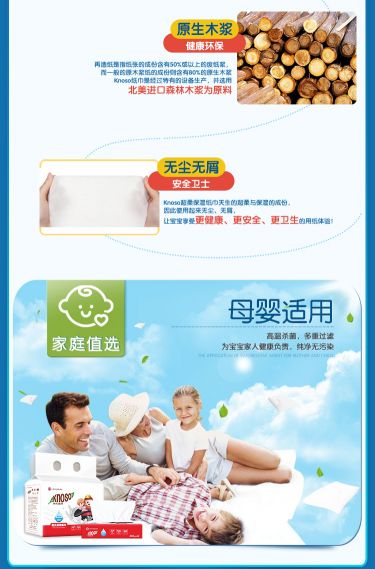 原生木浆
健康环保
再造纸是指纸张的成份含有50%或以上的废纸浆，
而一般的原木浆纸的成份则含有80%的原生木浆
Knoso纸巾是经过特有的设备生产，并选用
北美进口森林木浆为原料
无尘无屑
安全卫士
Knoso超柔保湿纸巾天生的超柔与保湿的成份，
因此使用起来无尘、无屑，
让宝宝享受更健康、更安全、更卫生的用纸体验！
家庭值选
母婴适用
高温杀菌，多重过滤
为宝宝家人健康负责，纯净无污染
Knoso